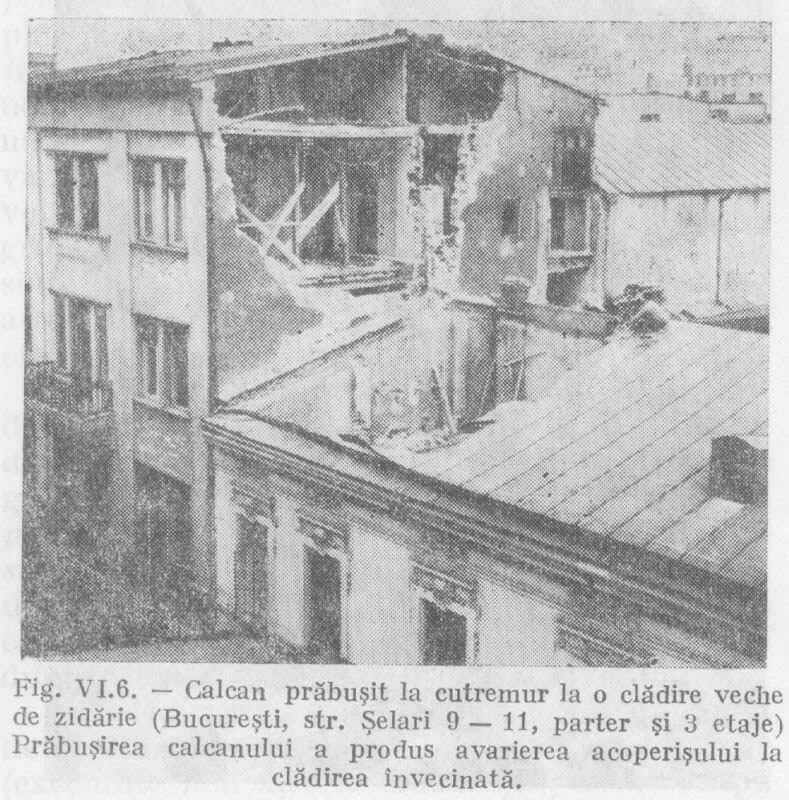 Fig. VI.6. — Calcan prăbușit la cutremur la o clădire veche
de zidărie (București, str. Șelari 9 — 11, parter și 3 etaje)
Prăbușirea calcanului a produs avarierea acoperișului la
clădirea învecinată.